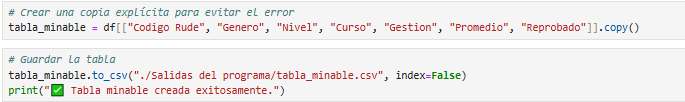 # Crear una copia explícita para evitar el error
tabla_minable = df[["Codigo Rude", "Genero", "Nivel", "Curso", "Gestion", "Promedio", "Reprobado"]].copy()
# Guardar la tabla
tabla_minable.to_csv("./Salidas del programa/tabla_minable.csv", index=False)
print("✅ Tabla minable creada exitosamente.")